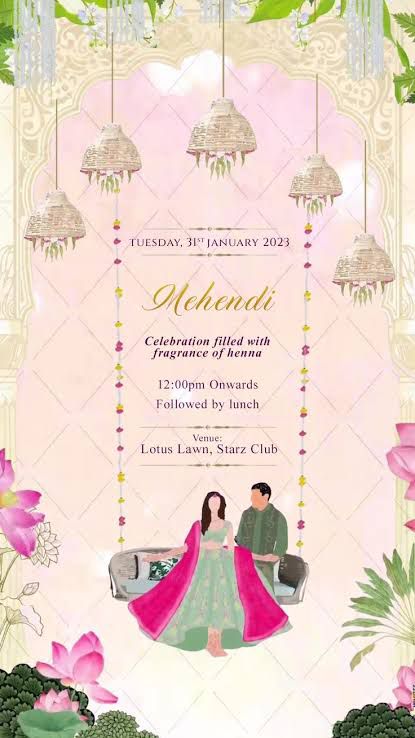 TUESDAY, 31ST JANUARY 2023
Mehendi
Celebration filled with
fragrance of henna
12:00pm Onwards
Followed by lunch
Venue:
Lotus Lawn, Starz Club